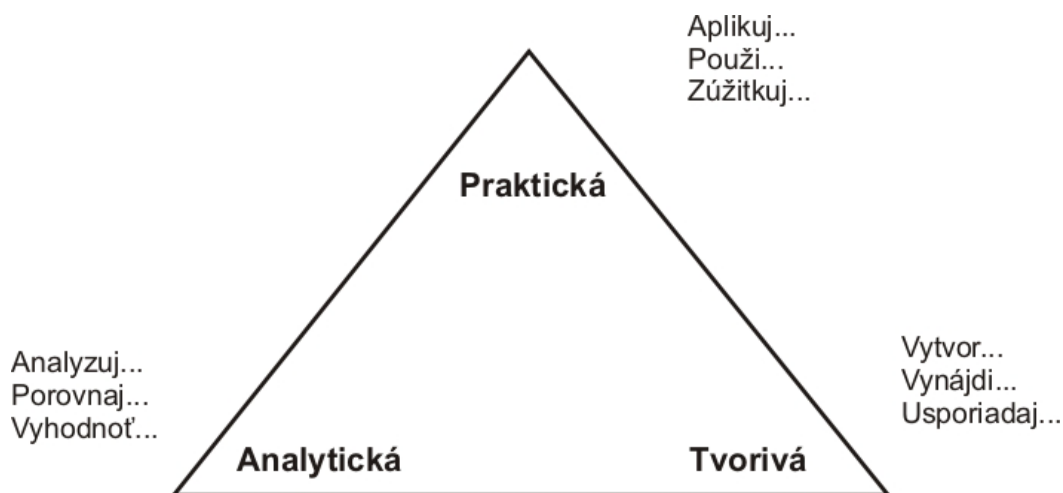 Aplikuj...
Použi...
Zúžitkuj...
Praktická
Analyzuj...
Porovnaj...
Vyhodnoť...
Vytvor...
Vynájdi...
Usporiadaj...
Analytická
Tvorivá